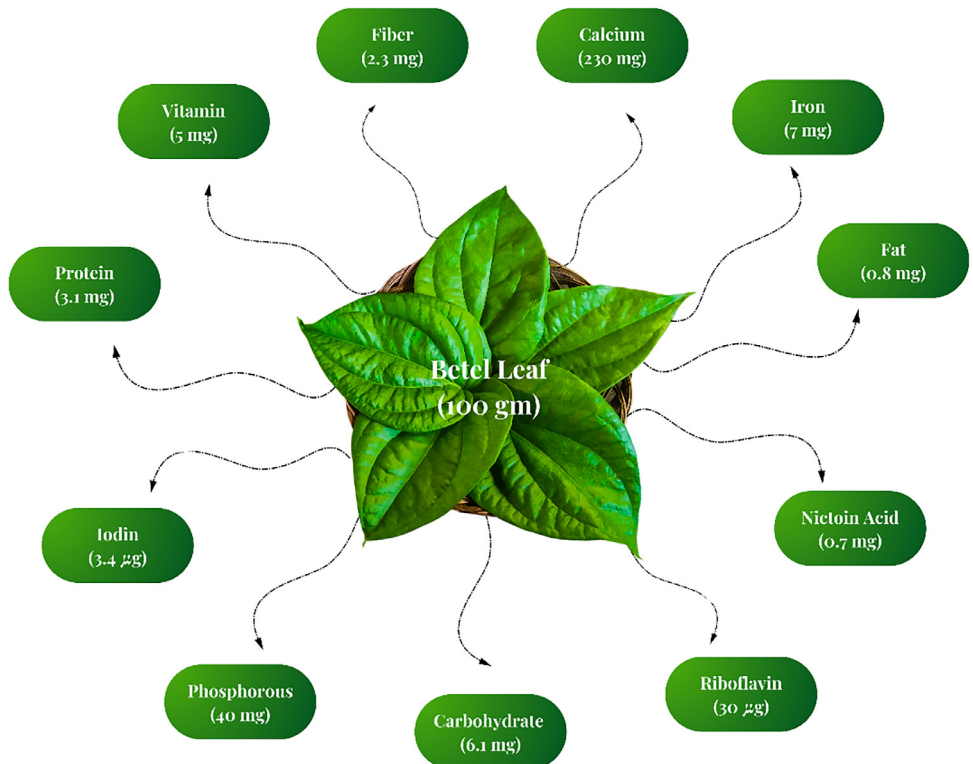 Fiber
(2.3 mg)
Calcium
(230 mg)
Vitamin
(5 mg)
Iron
(7 mg)
Protein
(3.1 mg)
Fat
(0.8 mg)
Betel Leaf
(100 gm)
Iodin
(3.4 µg)
Nictoin Acid
(0.7 mg)
Phosphorous
(40 mg)
Carbohydrate
(6.1 mg)
Riboflavin
(30 µg)